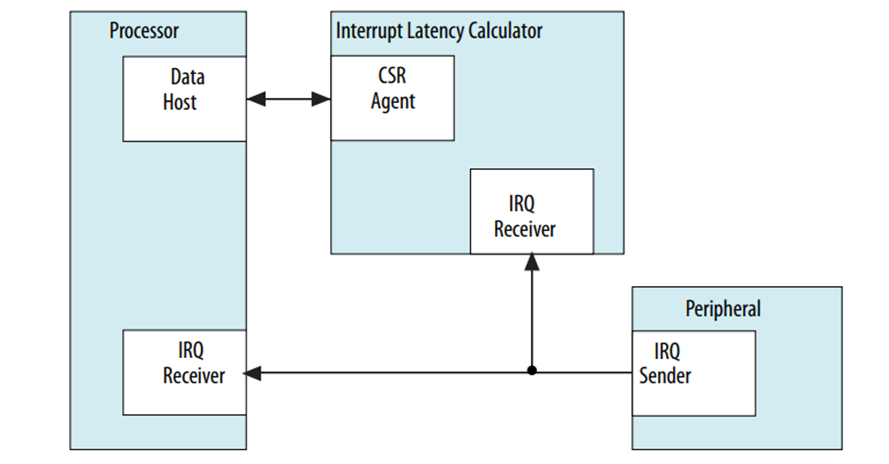 Processor
Data
Host
Interrupt Latency Calculator
CSR
Agent
IRQ
Receiver
Peripheral
IRQ
Receiver
IRQ
Sender